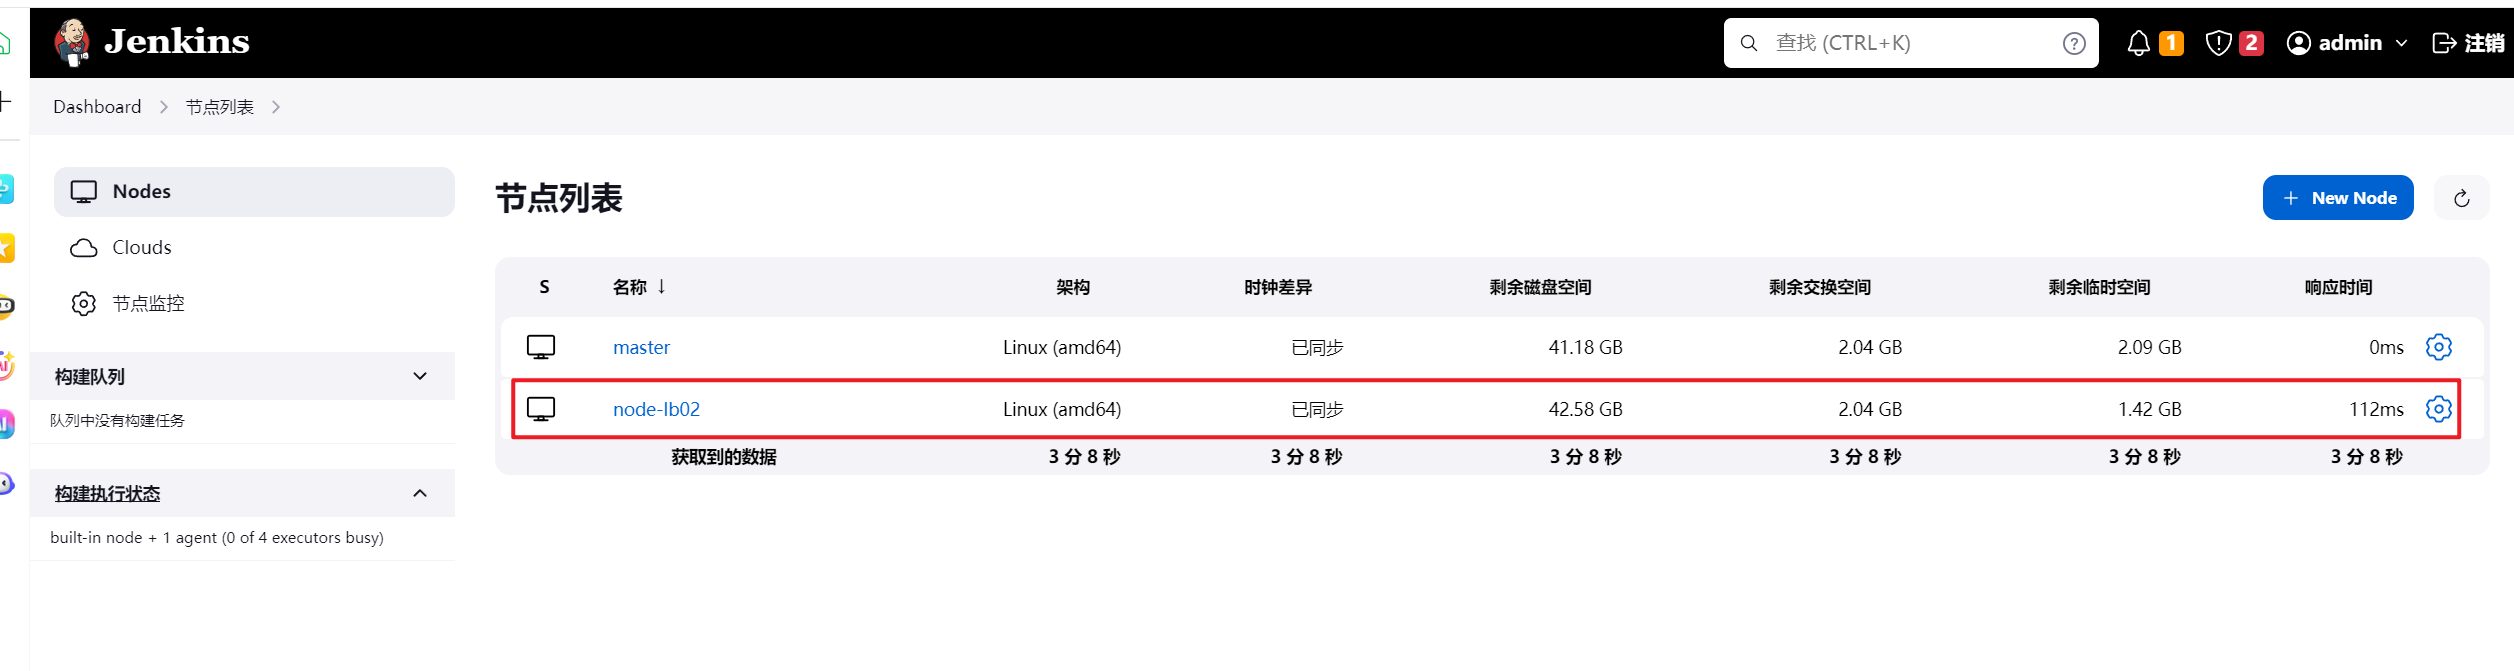 Jenkins
查找 (CTRL+K)
1
2
admin
注销
Dashboard
节点列表
Nodes
Clouds
节点监控
构建队列
队列中没有构建任务
构建执行状态
built-in node + 1 agent (0 of 4 executors busy)
节点列表
New Node
S 名称 ↓ 架构 时钟差异 剩余磁盘空间 剩余交换空间 剩余临时空间 响应时间
master Linux (amd64) 已同步 41.18 GB 2.04 GB 2.09 GB 0ms
node-lb02 Linux (amd64) 已同步 42.58 GB 2.04 GB 1.42 GB 112ms
获取到的数据 3 分 8 秒 3 分 8 秒 3 分 8 秒 3 分 8 秒 3 分 8 秒 3 分 8 秒